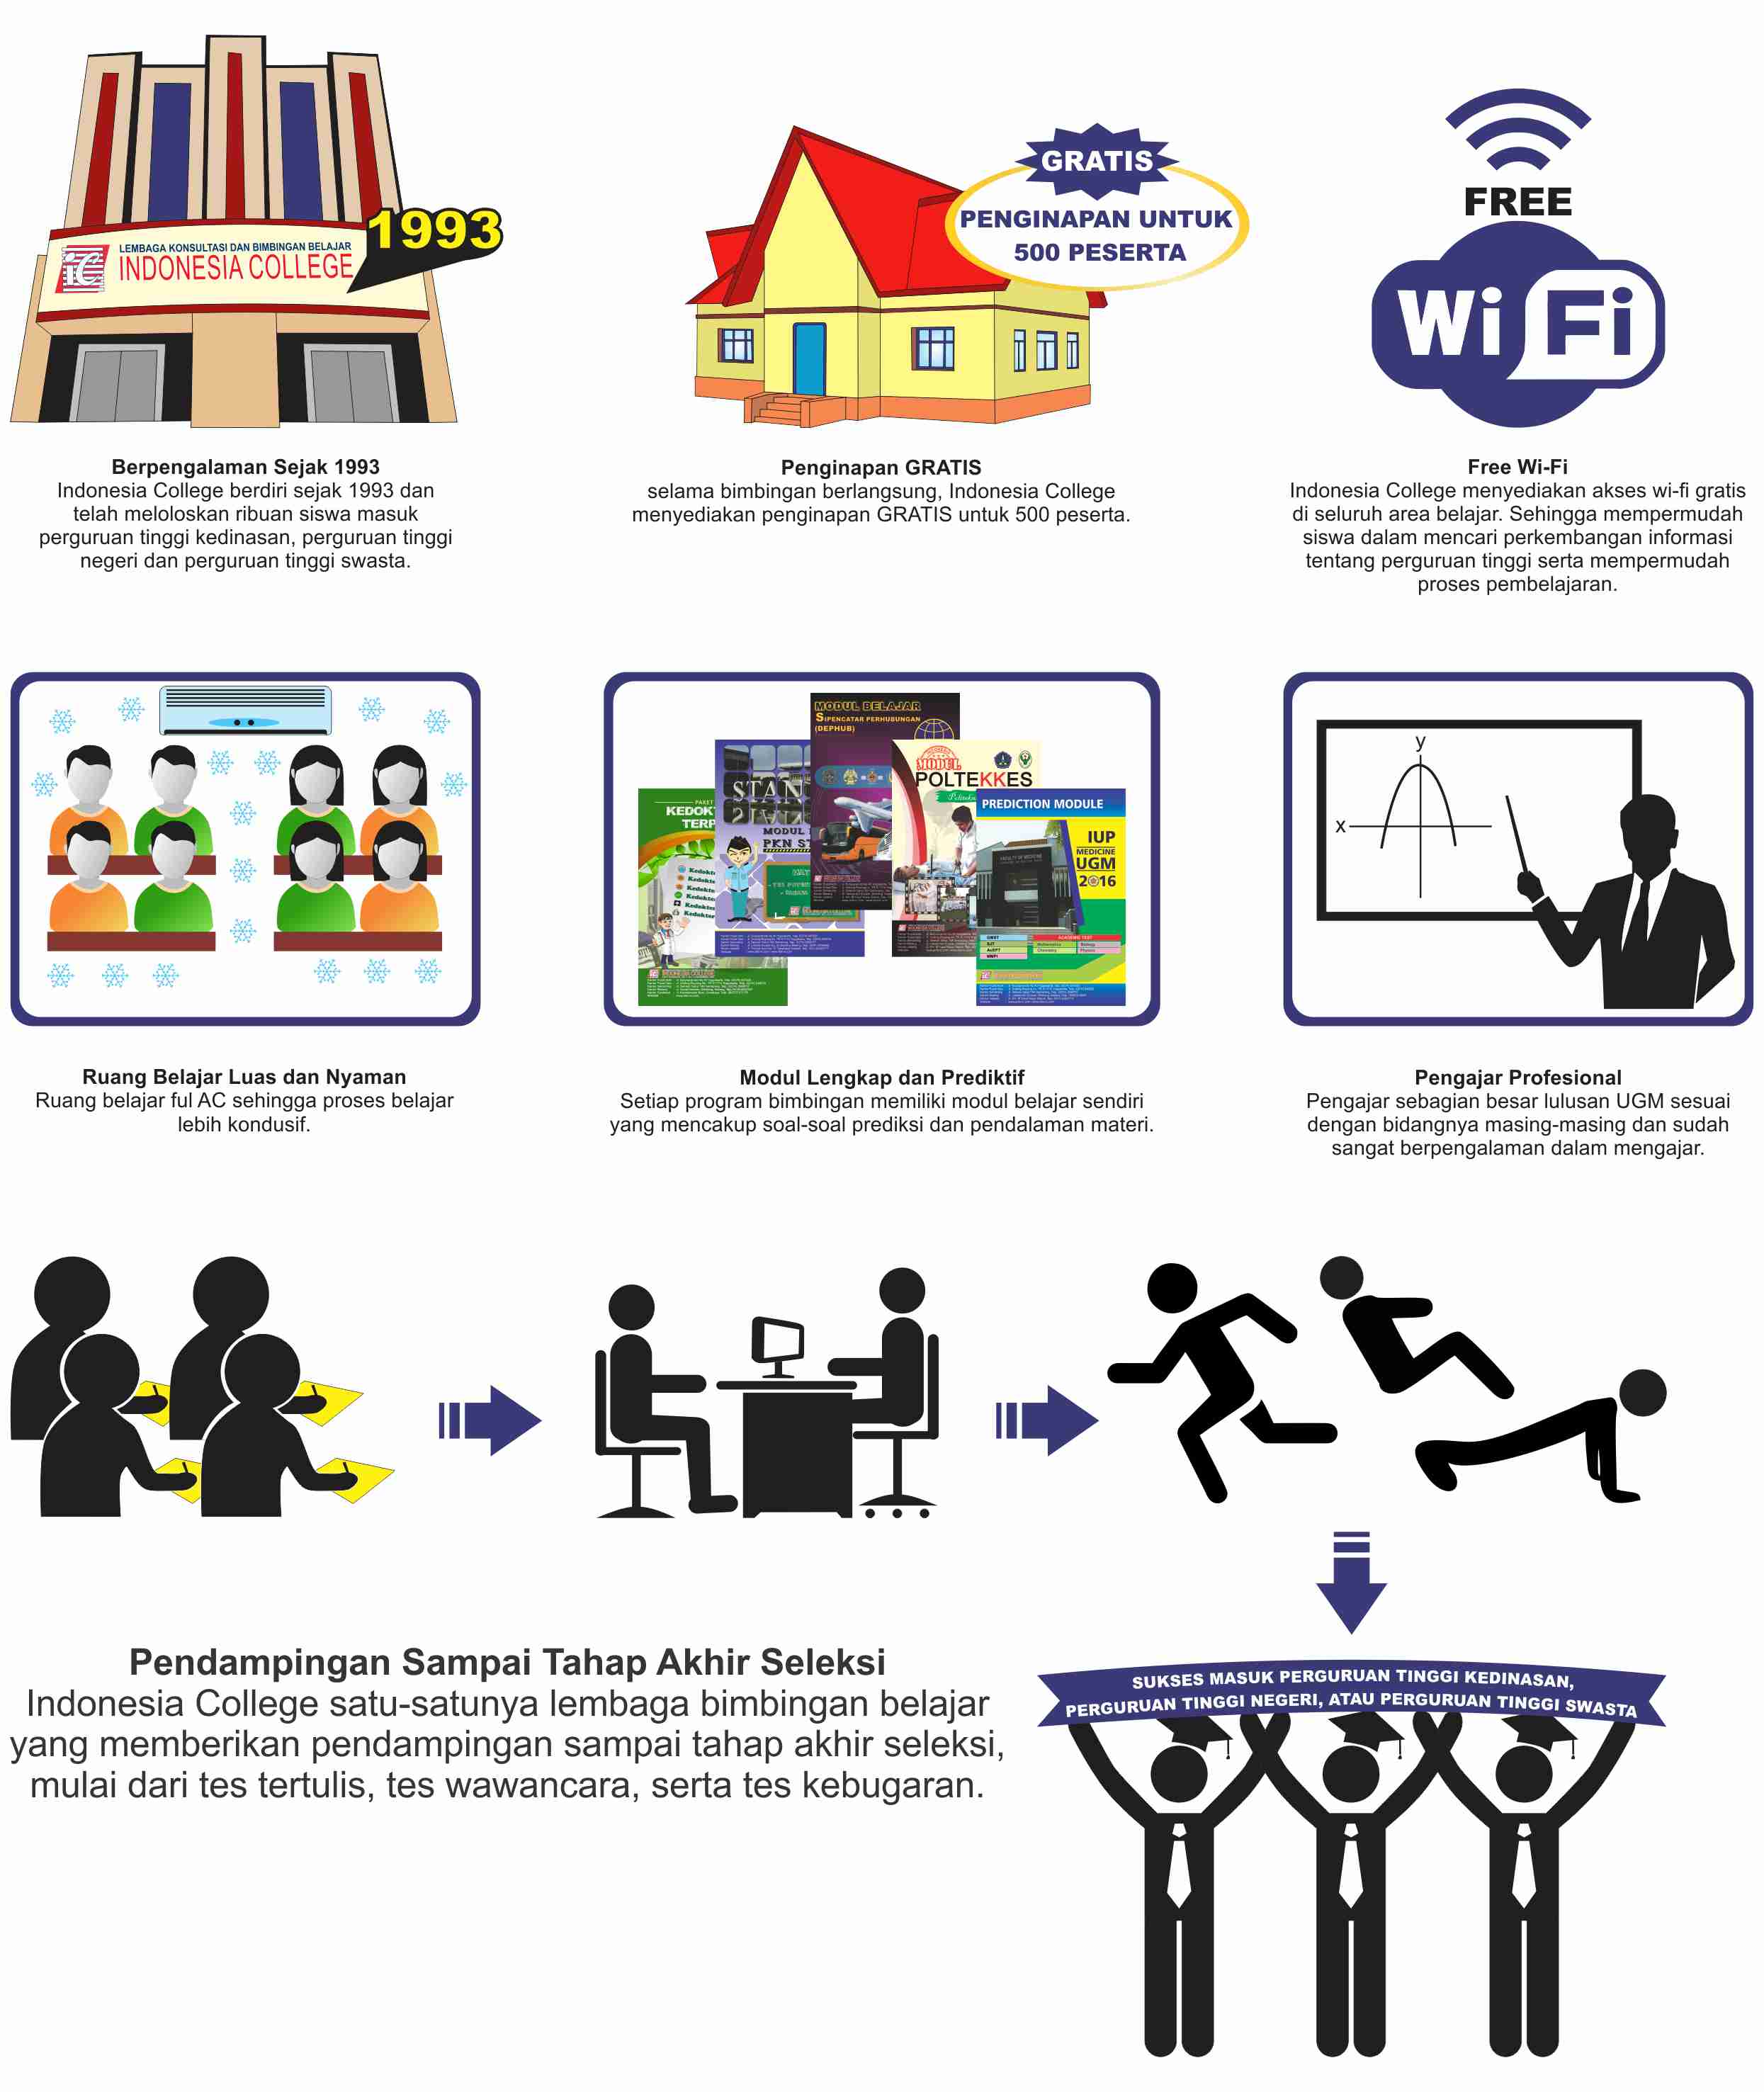 LEMBAGA KONSULTASI DAN BIMBINGAN BELAJAR
iC
INDONESIA COLLEGE
1993
GRATIS
PENGINAPAN UNTUK
500 PESERTA
FREE
Wi Fi
Berpengalaman Sejak 1993
Indonesia College berdiri sejak 1993 dan
telah meloloskan ribuan siswa masuk
perguruan tinggi kedinasan, perguruan tinggi
negeri dan perguruan tinggi swasta.
Penginapan GRATIS
selama bimbingan berlangsung, Indonesia College
menyediakan penginapan GRATIS untuk 500 peserta.
Free Wi-Fi
Indonesia College menyediakan akses wi-fi gratis
di seluruh area belajar. Sehingga mempermudah
siswa dalam mencari perkembangan informasi
tentang perguruan tinggi serta mempermudah
proses pembelajaran.
PAKET
KEDOK
TERP
STAN
MODUL
PKN ST
MODUL BELAJAR
SIPENCATAR PERHUBUNGAN
(DEPHUB)
MODUL
POLTEKKES
PREDICTION MODULE
IUP
MEDICINE
UGM
2016
ACADEMIC TEST
y
x
Ruang Belajar Luas dan Nyaman
Ruang belajar ful AC sehingga proses belajar
lebih kondusif.
Modul Lengkap dan Prediktif
Setiap program bimbingan memiliki modul belajar sendiri
yang mencakup soal-soal prediksi dan pendalaman materi.
Pengajar Profesional
Pengajar sebagian besar lulusan UGM sesuai
dengan bidangnya masing-masing dan sudah
sangat berpengalaman dalam mengajar.
Pendampingan Sampai Tahap Akhir Seleksi
Indonesia College satu-satunya lembaga bimbingan belajar
yang memberikan pendampingan sampai tahap akhir seleksi,
mulai dari tes tertulis, tes wawancara, serta tes kebugaran.
SUKSES MASUK PERGURUAN TINGGI KEDINASAN,
PERGURUAN TINGGI NEGERI, ATAU PERGURUAN TINGGI SWASTA